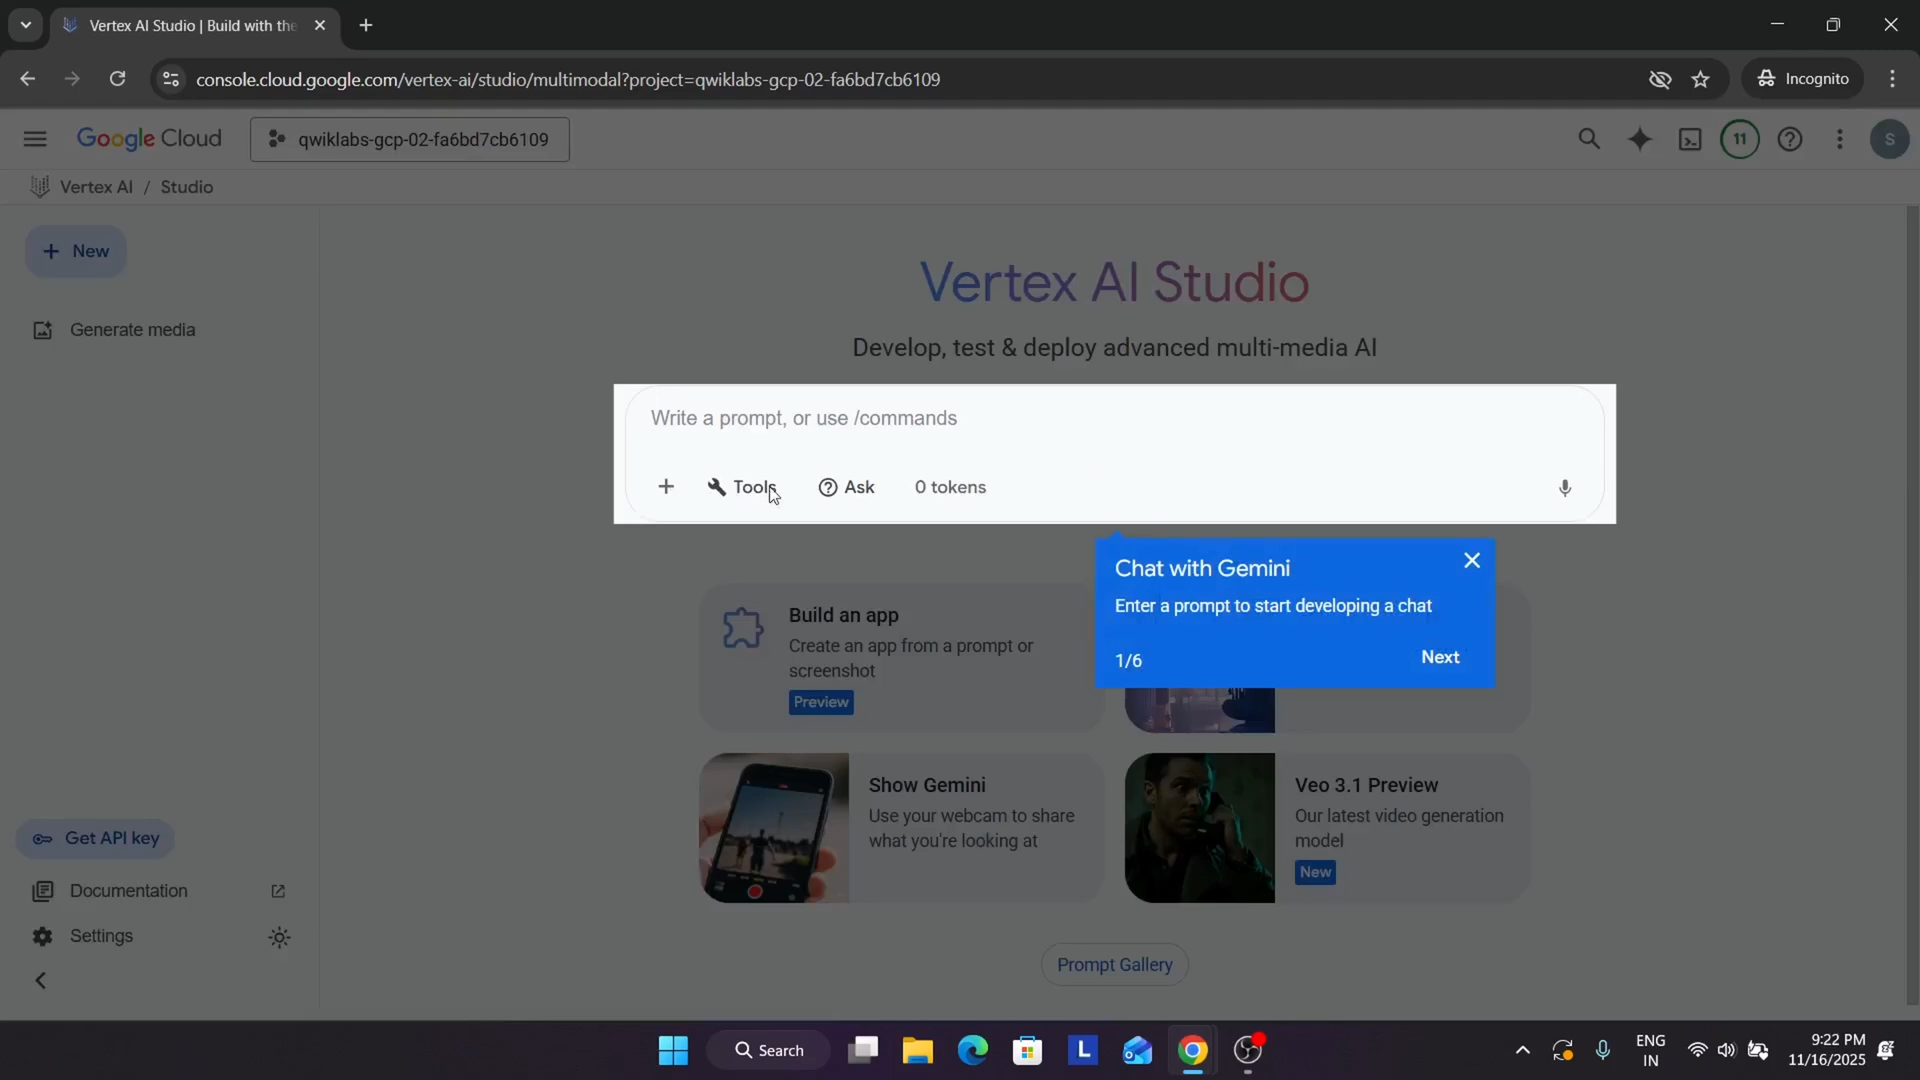 Vertex AI Studio | Build with the
console.cloud.google.com/vertex-ai/studio/multimodal?project=qwiklabs-gcp-02-fa6bd7cb6109
Incognito
Google Cloud
qwiklabs-gcp-02-fa6bd7cb6109
11
S
Vertex AI / Studio
New
Generate media
Vertex AI Studio
Develop, test & deploy advanced multi-media AI
Write a prompt, or use /commands
Tools
Ask
0 tokens
Chat with Gemini
Enter a prompt to start developing a chat
1/6
Next
Build an app
Create an app from a prompt or
screenshot
Preview
Show Gemini
Use your webcam to share
what you're looking at
Veo 3.1 Preview
Our latest video generation
model
New
Prompt Gallery
Get API key
Documentation
Settings
Search
L
ENG
IN
9:22 PM
11/16/2025